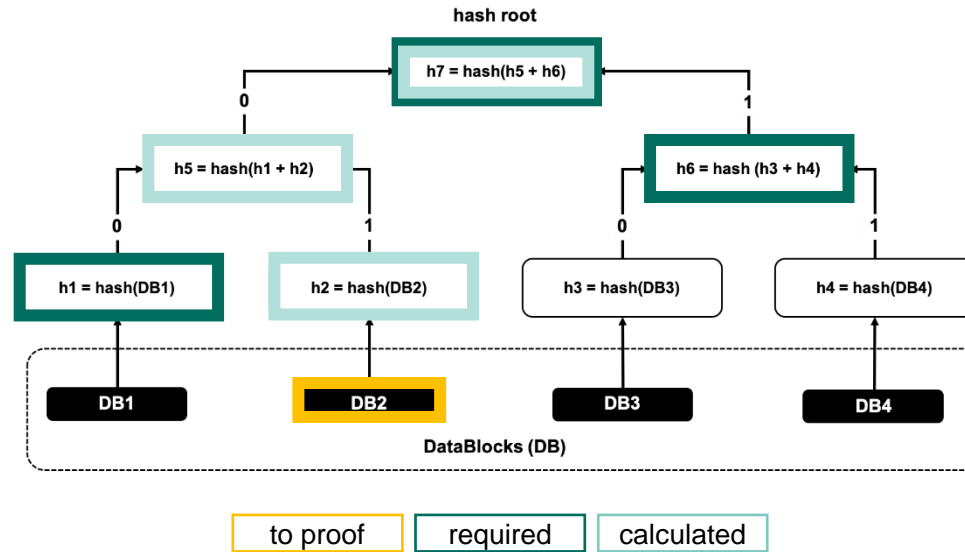 hash root
h7 = hash(h5 + h6)
0
1
h5 = hash(h1 + h2)
h6 = hash (h3 + h4)
0
1
0
1
h1 = hash(DB1)
h2 = hash(DB2)
h3 = hash(DB3)
h4 = hash(DB4)
DB1
DB2
DB3
DB4
DataBlocks (DB)
to proof
required
calculated